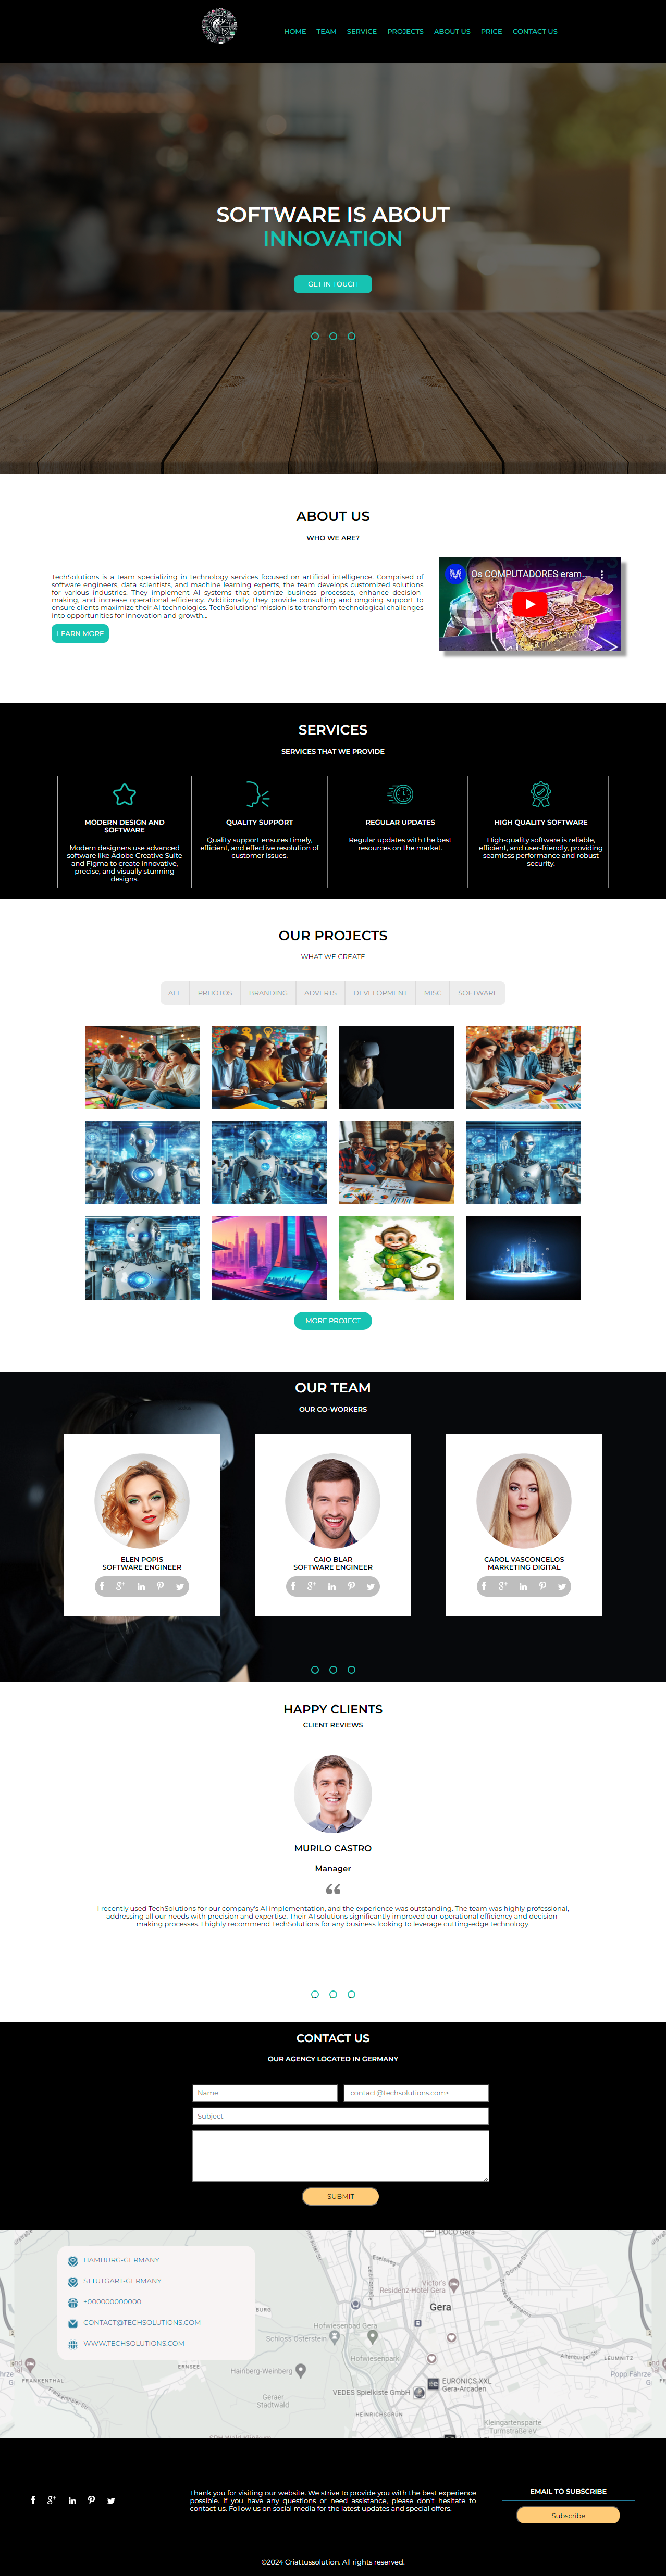 HOME TEAM SERVICE PROJECTS ABOUT US PRICE CONTACT US
SOFTWARE IS ABOUT
INNOVATION
GET IN TOUCH
ABOUT US
WHO WE ARE?
TechSolutions is a team specializing in technology services focused on artificial intelligence. Comprised of
software engineers, data scientists, and machine learning experts, the team develops customized solutions
for various industries. They implement AI systems that optimize business processes, enhance decision-
making, and increase operational efficiency. Additionally, they provide consulting and ongoing support to
ensure clients maximize their AI technologies. TechSolutions' mission is to transform technological challenges
into opportunities for innovation and growth...
LEARN MORE
M Os COMPUTADORES eram...
SERVICES
SERVICES THAT WE PROVIDE
MODERN DESIGN AND
SOFTWARE
Modern designers use advanced
software like Adobe Creative Suite
and Figma to create innovative,
precise, and visually stunning
designs.
QUALITY SUPPORT
Quality support ensures timely,
efficient, and effective resolution of
customer issues.
REGULAR UPDATES
Regular updates with the best
resources on the market.
HIGH QUALITY SOFTWARE
High-quality software is reliable,
efficient, and user-friendly, providing
seamless performance and robust
security.
OUR PROJECTS
WHAT WE CREATE
ALL PRHOTOS BRANDING ADVERTS DEVELOPMENT MISC SOFTWARE
MORE PROJECT
OUR TEAM
OUR CO-WORKERS
ELEN POPIS
SOFTWARE ENGINEER
CAIO BLAR
SOFTWARE ENGINEER
CAROL VASCONCELOS
MARKETING DIGITAL
HAPPY CLIENTS
CLIENT REVIEWS
MURILO CASTRO
Manager
I recently used TechSolutions for our company's AI implementation, and the experience was outstanding. The team was highly professional,
addressing all our needs with precision and expertise. Their AI solutions significantly improved our operational efficiency and decision-
making processes. I highly recommend TechSolutions for any business looking to leverage cutting-edge technology.
CONTACT US
OUR AGENCY LOCATED IN GERMANY
Name
contact@techsolutions.com<
Subject
SUBMIT
HAMBURG-GERMANY
STTUTGART-GERMANY
+000000000000
CONTACT@TECHSOLUTIONS.COM
WWW.TECHSOLUTIONS.COM
POCO Gera
Victor's
Residenz-Hotel Gera
Gera
Hofwiesenbad Gera
Schloss Osterstein
Hofwiesenpark
LEUMNITZ
FRANKENTHAL
ERNSEE
Hainberg-Weinberg
EURONICS XXL
Gera-Arcaden
VEDES Spielkiste GmbH
Geraer
Stadtwald
HEINRICHSGRÜN
Kleingartensparte
Turmstraße eV
Thank you for visiting our website. We strive to provide you with the best experience
possible. If you have any questions or need assistance, please don't hesitate to
contact us. Follow us on social media for the latest updates and special offers.
EMAIL TO SUBSCRIBE
Subscribe
©2024 Criattussolution. All rights reserved.